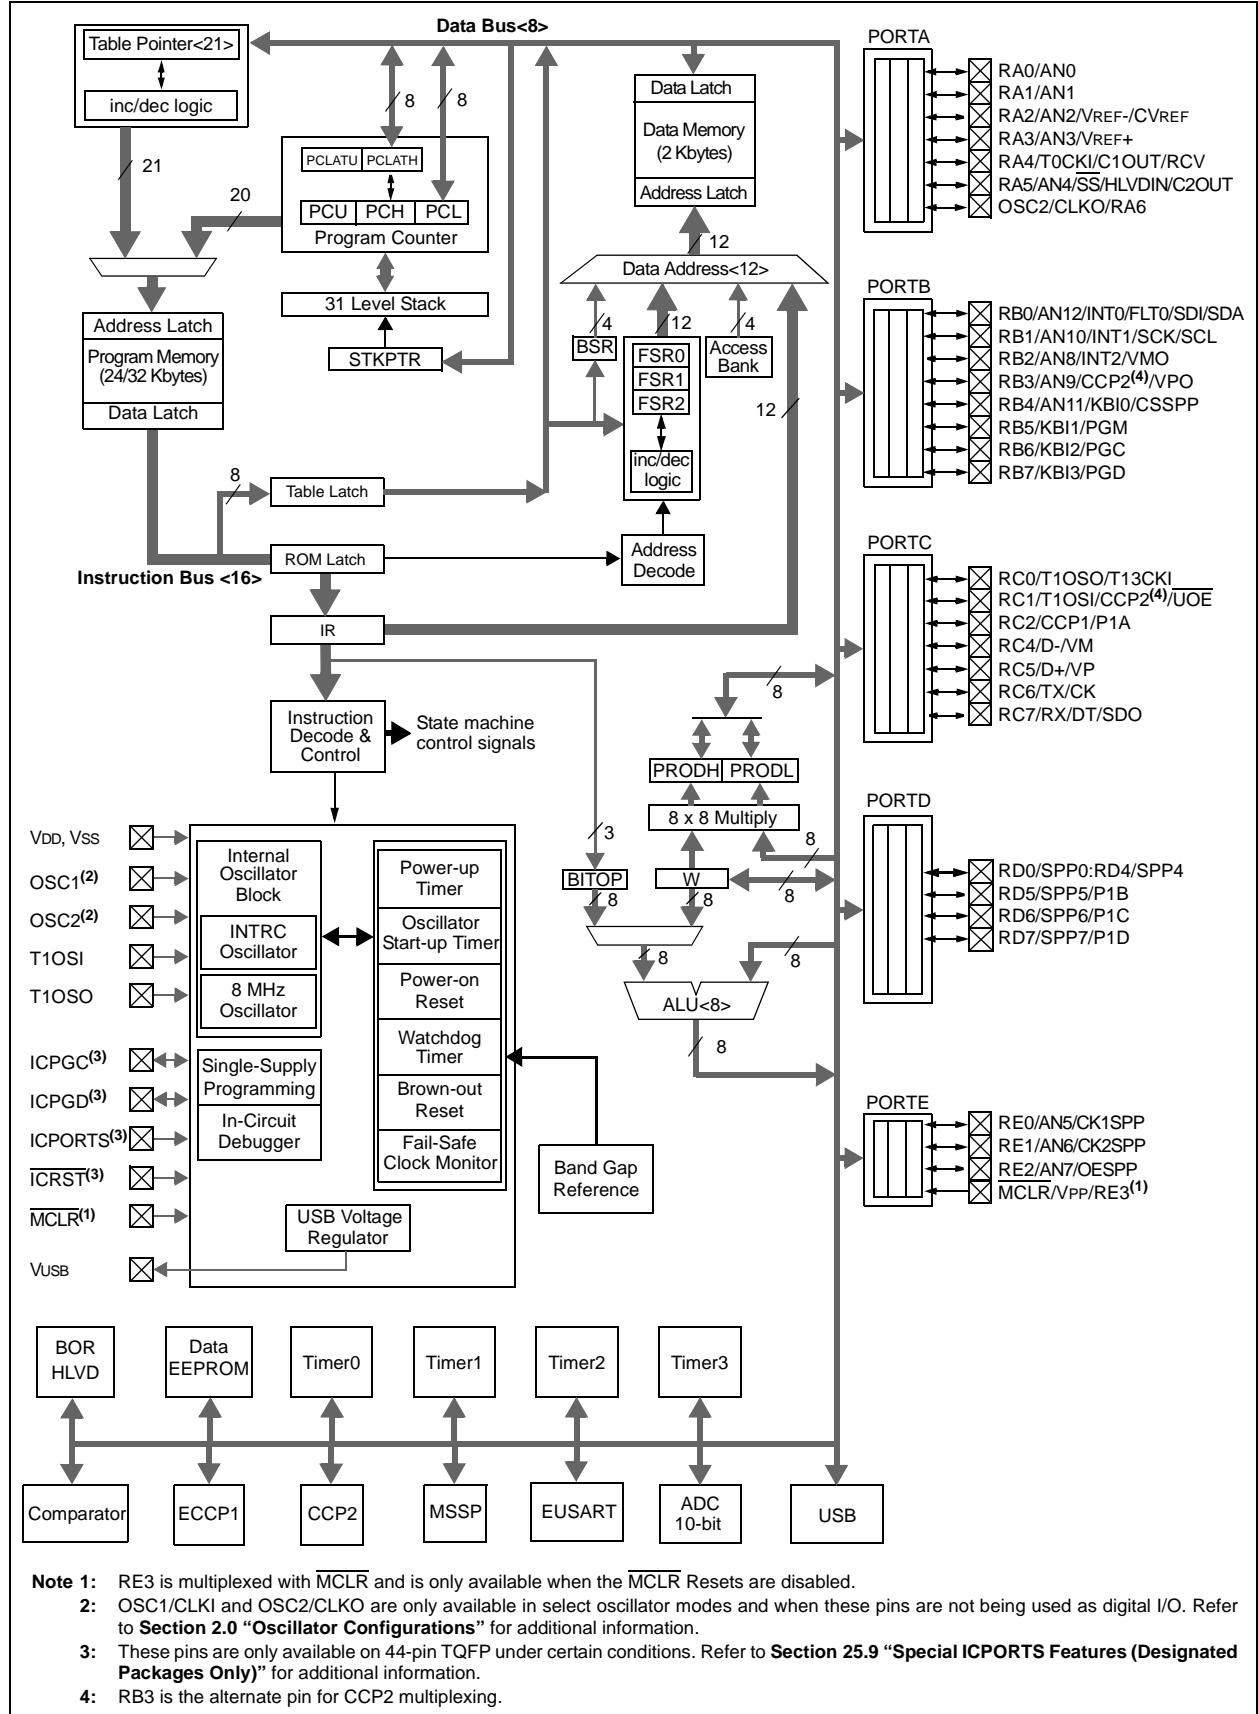 Data Bus<8>
Table Pointer<21>
inc/dec logic
21
20
8
8
PCLATU PCLATH
PCU PCH PCL
Program Counter
31 Level Stack
STKPTR
Data Latch
Data Memory
(2 Kbytes)
Address Latch
12
Data Address<12>
4
12
4
BSR
FSR0
FSR1
FSR2
inc/dec
logic
Access
Bank
12
Address Latch
Program Memory
(24/32 Kbytes)
Data Latch
8
Table Latch
ROM Latch
Address
Decode
Instruction Bus <16>
IR
Instruction
Decode &
Control
State machine
control signals
8
PRODH PRODL
8 x 8 Multiply
3
8
BITOP
W
8
8
8
8
8
ALU<8>
8
VDD, VSS
OSC1(2)
OSC2(2)
T1OSI
T1OSO
ICPGC(3)
ICPGD(3)
ICPORTS(3)
ICRST(3)
MCLR(1)
VUSB
Internal
Oscillator
Block
INTRC
Oscillator
8 MHz
Oscillator
Single-Supply
Programming
In-Circuit
Debugger
Power-up
Timer
Oscillator
Start-up Timer
Power-on
Reset
Watchdog
Timer
Brown-out
Reset
Fail-Safe
Clock Monitor
USB Voltage
Regulator
Band Gap
Reference
PORTA
RA0/AN0
RA1/AN1
RA2/AN2/VREF-/CVREF
RA3/AN3/VREF+
RA4/T0CKI/C1OUT/RCV
RA5/AN4/SS/HLVDIN/C2OUT
OSC2/CLKO/RA6
PORTB
RB0/AN12/INT0/FLT0/SDI/SDA
RB1/AN10/INT1/SCK/SCL
RB2/AN8/INT2/VMO
RB3/AN9/CCP2(4)/VPO
RB4/AN11/KBI0/CSSPP
RB5/KBI1/PGM
RB6/KBI2/PGC
RB7/KBI3/PGD
PORTC
RC0/T1OSO/T13CKI
RC1/T1OSI/CCP2(4)/UOE
RC2/CCP1/P1A
RC4/D-/VM
RC5/D+/VP
RC6/TX/CK
RC7/RX/DT/SDO
PORTD
RD0/SPP0:RD4/SPP4
RD5/SPP5/P1B
RD6/SPP6/P1C
RD7/SPP7/P1D
PORTE
RE0/AN5/CK1SPP
RE1/AN6/CK2SPP
RE2/AN7/OESPP
MCLR/VPP/RE3(1)
BOR
HLVD
Data
EEPROM
Timer0
Timer1
Timer2
Timer3
Comparator
ECCP1
CCP2
MSSP
EUSART
ADC
10-bit
USB
Note 1: RE3 is multiplexed with MCLR and is only available when the MCLR Resets are disabled.
2: OSC1/CLKI and OSC2/CLKO are only available in select oscillator modes and when these pins are not being used as digital I/O. Refer
to Section 2.0 “Oscillator Configurations” for additional information.
3: These pins are only available on 44-pin TQFP under certain conditions. Refer to Section 25.9 “Special ICPORTS Features (Designated
Packages Only)” for additional information.
4: RB3 is the alternate pin for CCP2 multiplexing.